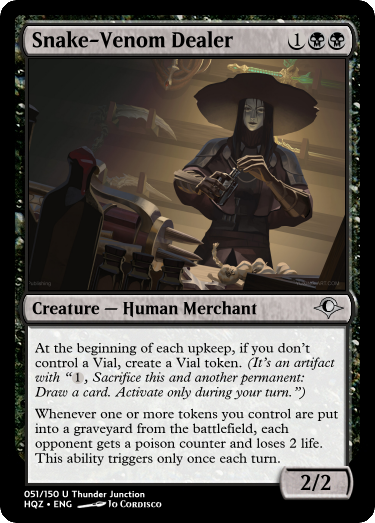 Snake-Venom Dealer 1
Creature — Human Merchant
At the beginning of each upkeep, if you don't
control a Vial, create a Vial token. (It's an artifact
with “1, Sacrifice this and another permanent:
Draw a card. Activate only during your turn.”)
Whenever one or more tokens you control are put
into a graveyard from the battlefield, each
opponent gets a poison counter and loses 2 life.
This ability triggers only once each turn.
2/2
051/150 U Thunder Junction
HQZ • ENG Io Cordisco